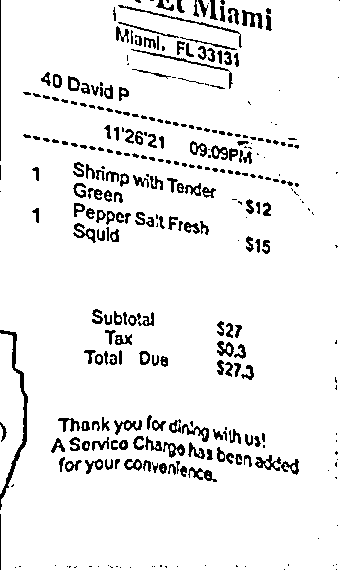 Et Miami
Miami, FL 33131
40 David P
11'26'21 09:09PM
1 Shrimp with Tender
Green $12
1 Pepper Salt Fresh
Squid $15
Subtotal $27
Tax $0.3
Total Due $27.3
Thank you for dining with us!
A Service Charge has been added
for your convenience.